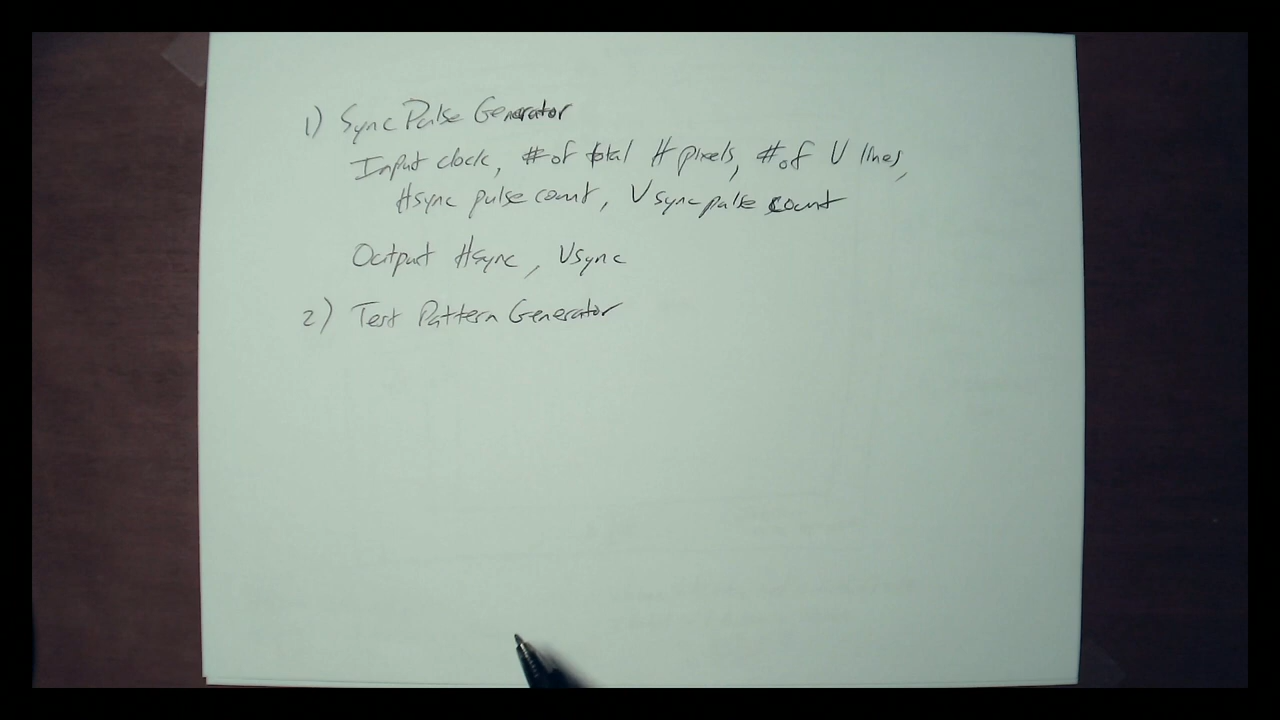 1) Sync Pulse Generator
Input clock, # of total H pixels, # of V lines,
Hsync pulse count, V sync pulse count
Output Hsync, Vsync
2) Test Pattern Generator